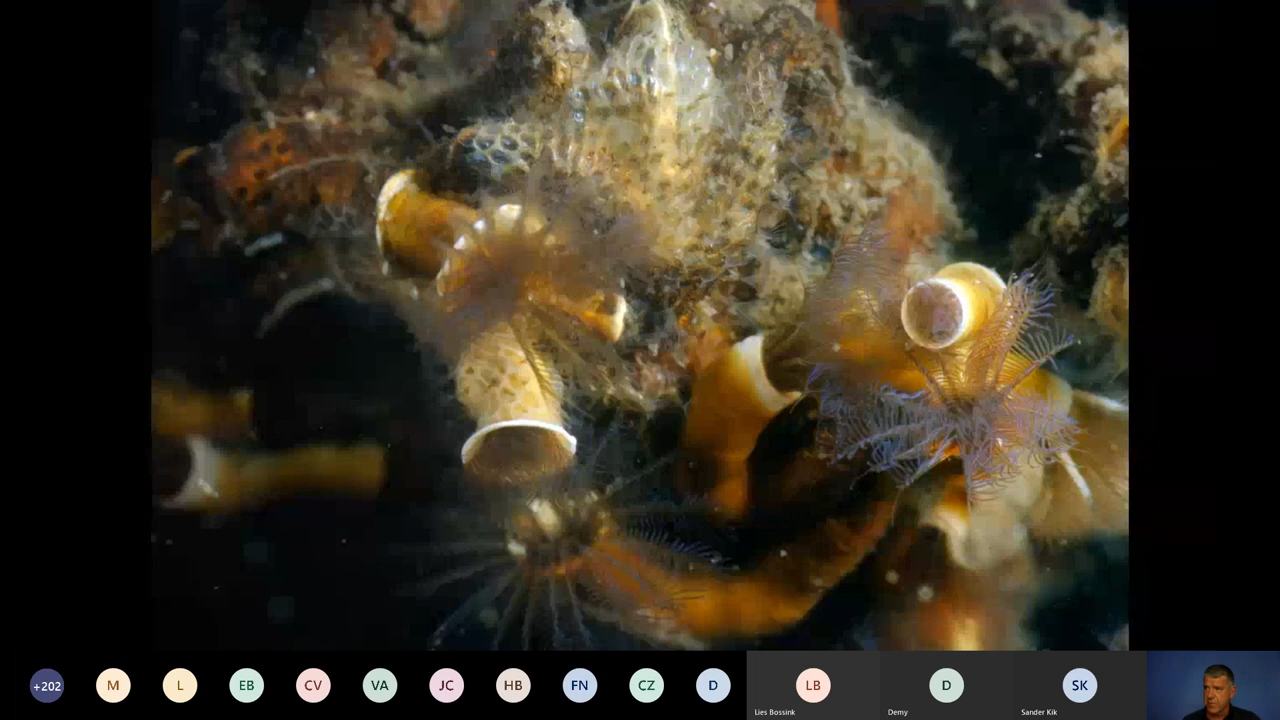 +202
M
L
EB
CV
VA
JC
HB
FN
CZ
D
LB
D
SK
Lies Bossink
Demy
Sander Kik